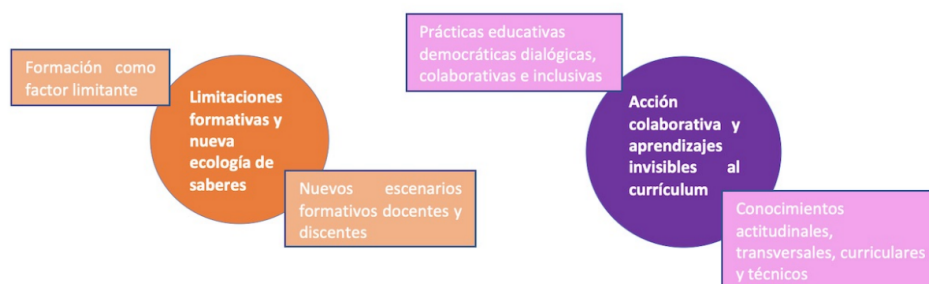 Formación como
factor limitante
Limitaciones
formativas y
nueva
ecología de
saberes
Nuevos escenarios
formativos docentes y
discentes
Prácticas educativas
democráticas dialógicas,
colaborativas e inclusivas
Acción
colaborativa y
aprendizajes
invisibles al
currículum
Conocimientos
actitudinales,
transversales, curriculares
y técnicos